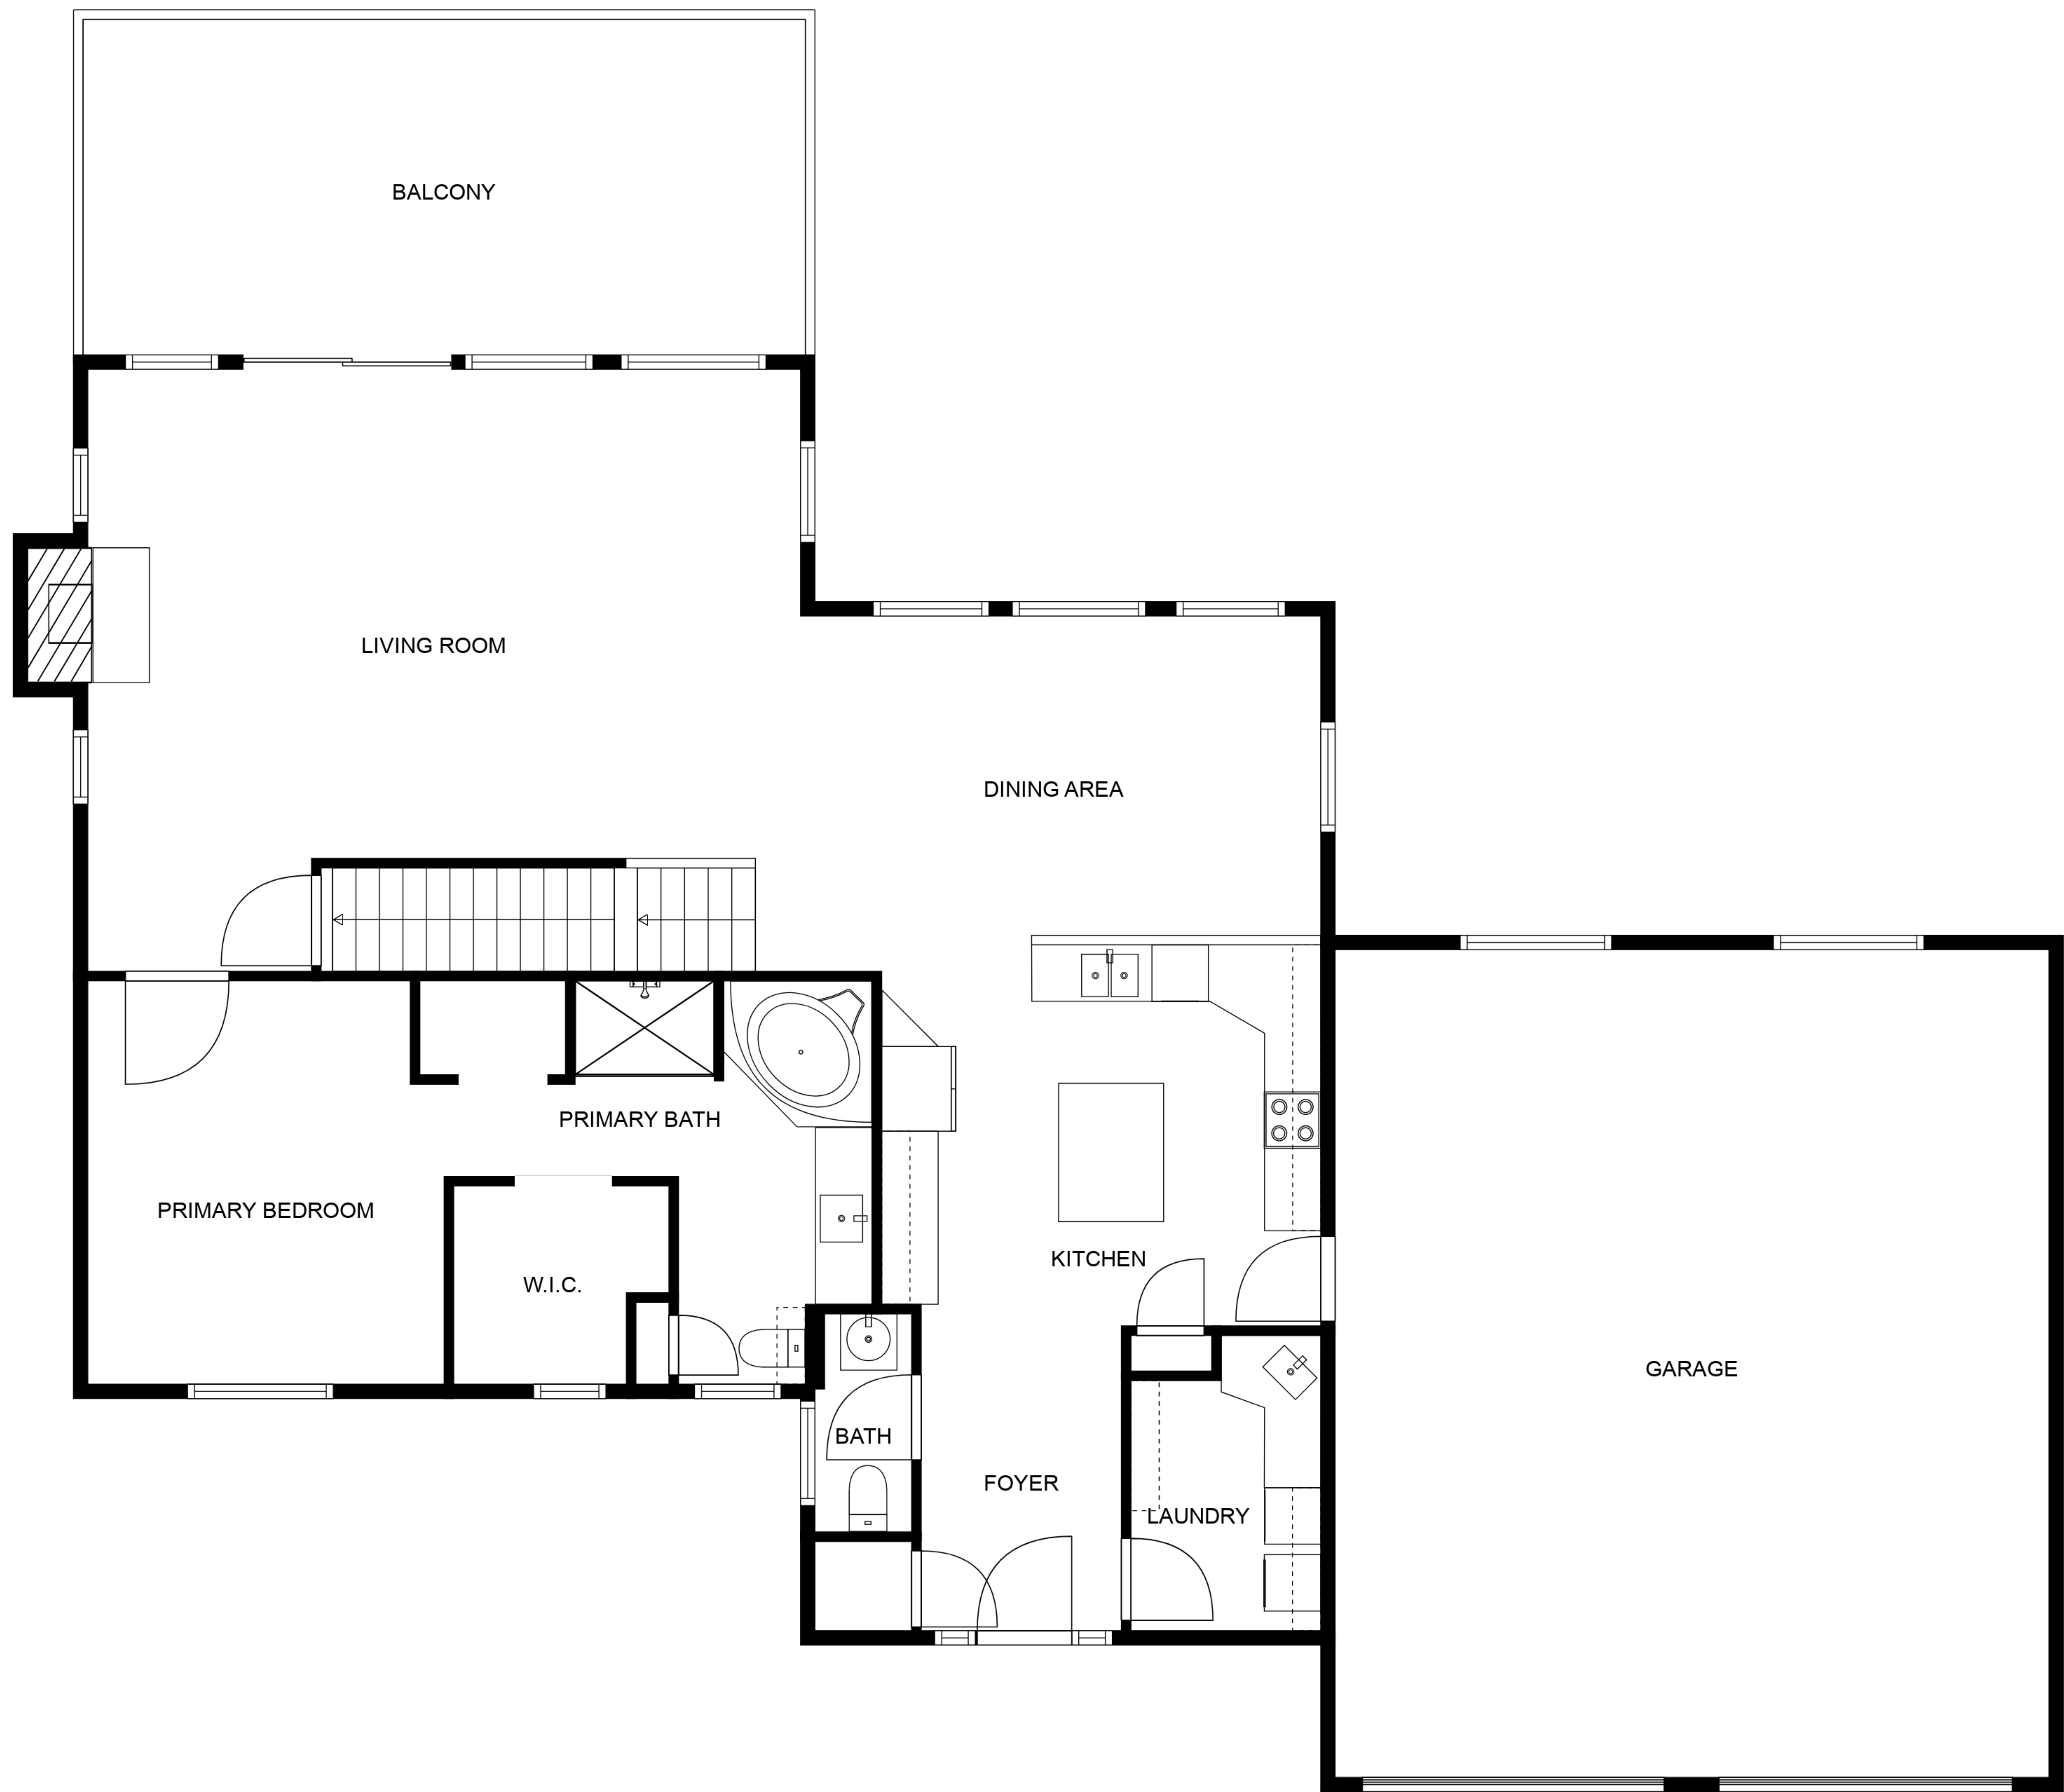 BALCONY
LIVING ROOM
DINING AREA
PRIMARY BATH
PRIMARY BEDROOM
KITCHEN
W.I.C.
GARAGE
BATH
FOYER
LAUNDRY